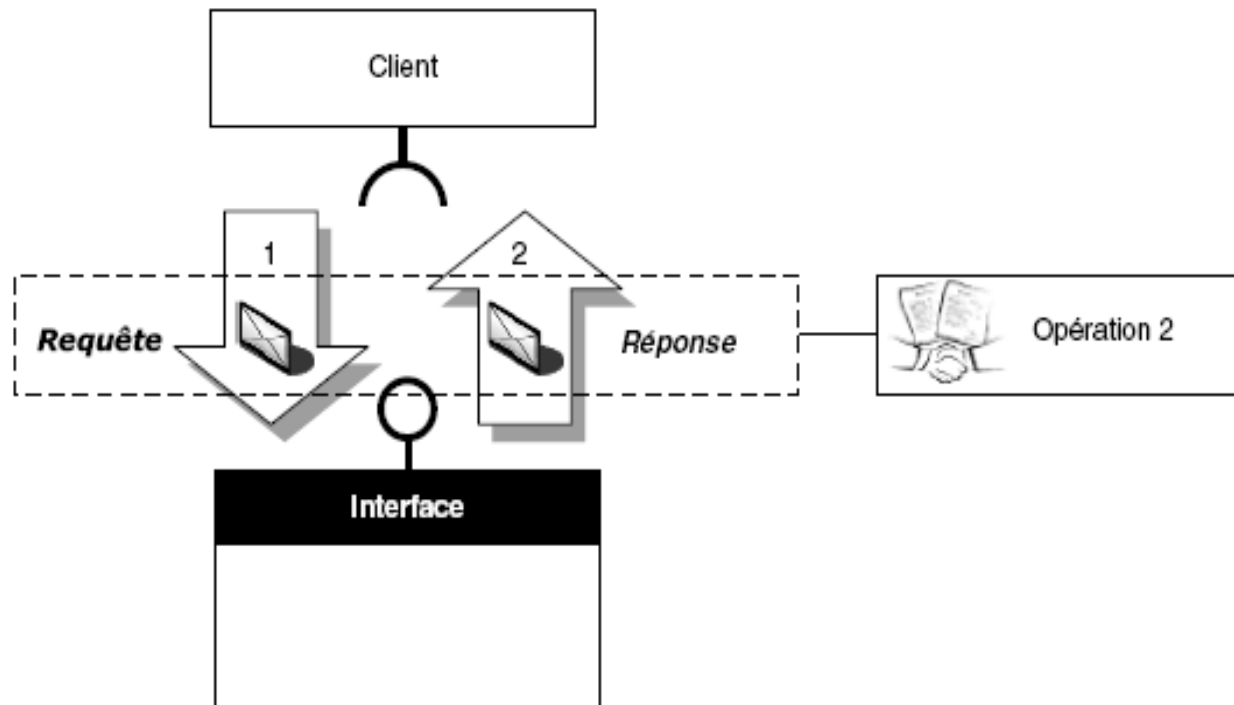 Client
1
2
Requête
Réponse
Opération 2
Interface